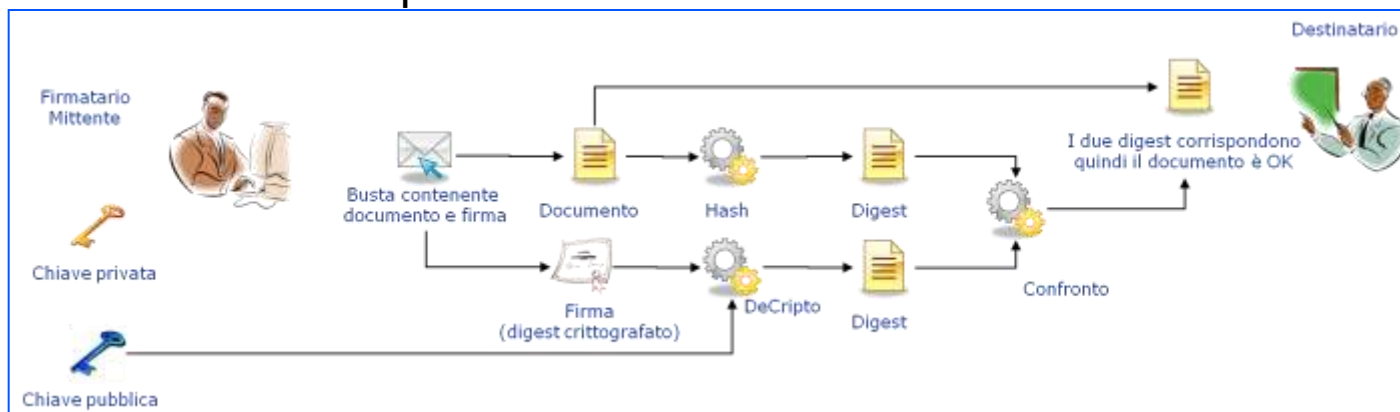 Destinatario
Firmatario
Mittente
I due digest corrispondono
quindi il documento è OK
Busta contenente
documento e firma
Documento
Hash
Digest
Chiave privata
Confronto
Firma
(digest crittografato)
DeCripto
Digest
Chiave pubblica